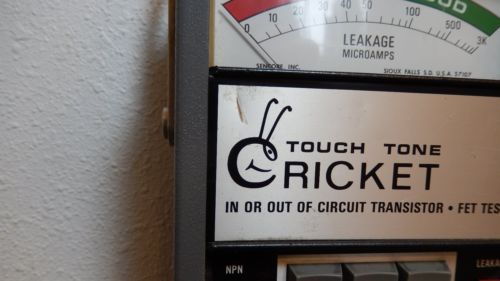 0 10 20 30 40 50 100 500 3K
LEAKAGE
MICROAMPS
SENCORE INC. SIOUX FALLS S.D. U.S.A. 57107
TOUCH TONE
CRICKET
IN OR OUT OF CIRCUIT TRANSISTOR • FET TES
NPN LEAKA